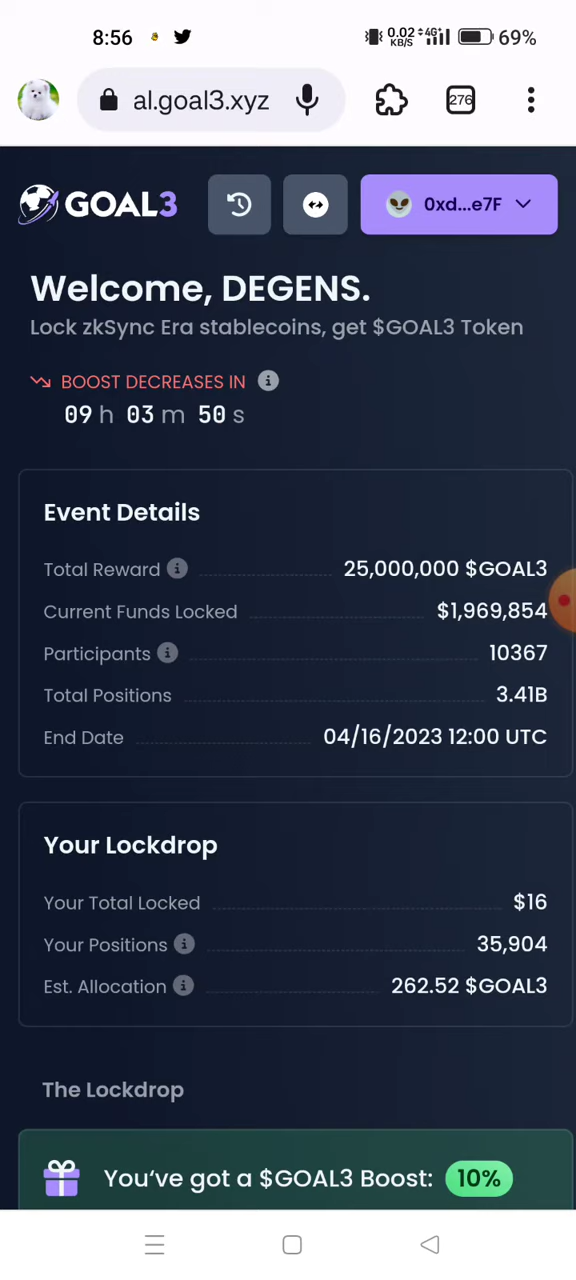 8:56 0.02 KB/S 4G+ 69%
al.goal3.xyz 276
GOAL3 0xd...e7F
Welcome, DEGENS.
Lock zkSync Era stablecoins, get $GOAL3 Token
BOOST DECREASES IN
09 h 03 m 50 s
Event Details
Total Reward 25,000,000 $GOAL3
Current Funds Locked $1,969,854
Participants 10367
Total Positions 3.41B
End Date 04/16/2023 12:00 UTC
Your Lockdrop
Your Total Locked $16
Your Positions 35,904
Est. Allocation 262.52 $GOAL3
The Lockdrop
You've got a $GOAL3 Boost: 10%